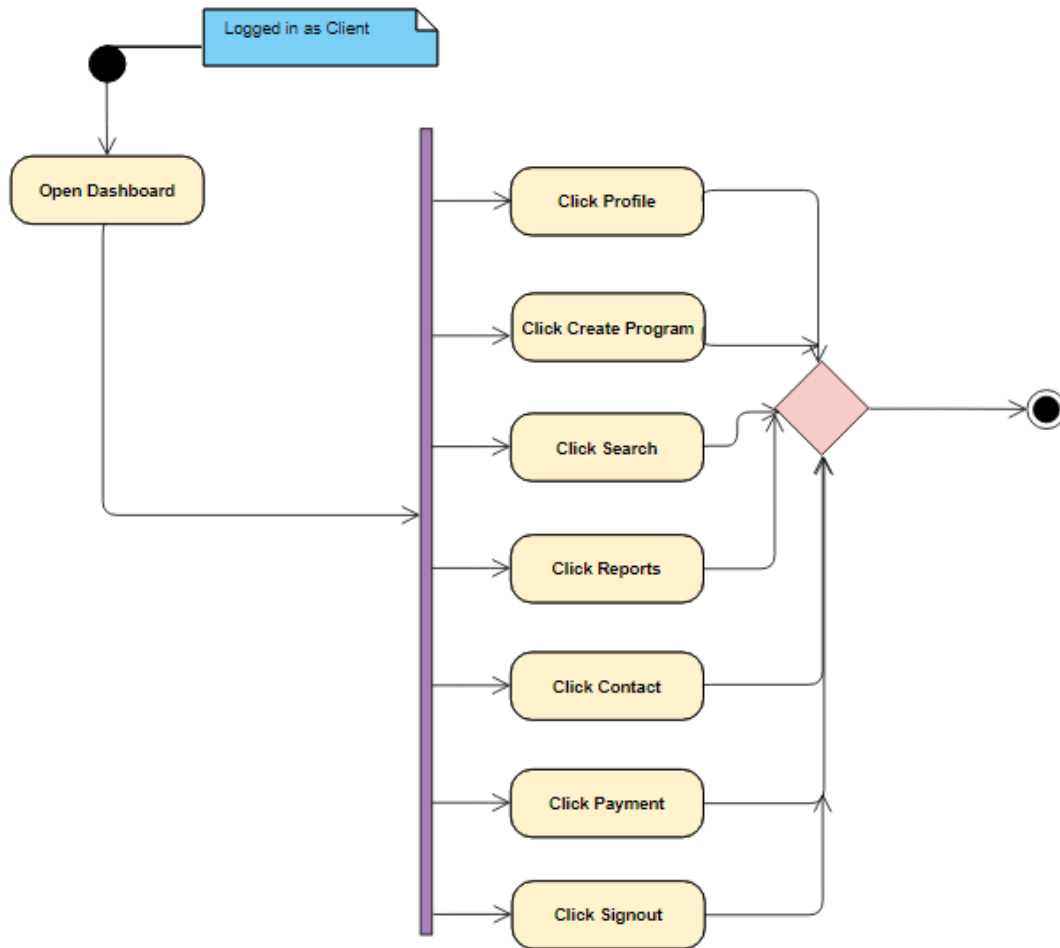 Logged in as Client
Open Dashboard
Click Profile
Click Create Program
Click Search
Click Reports
Click Contact
Click Payment
Click Signout